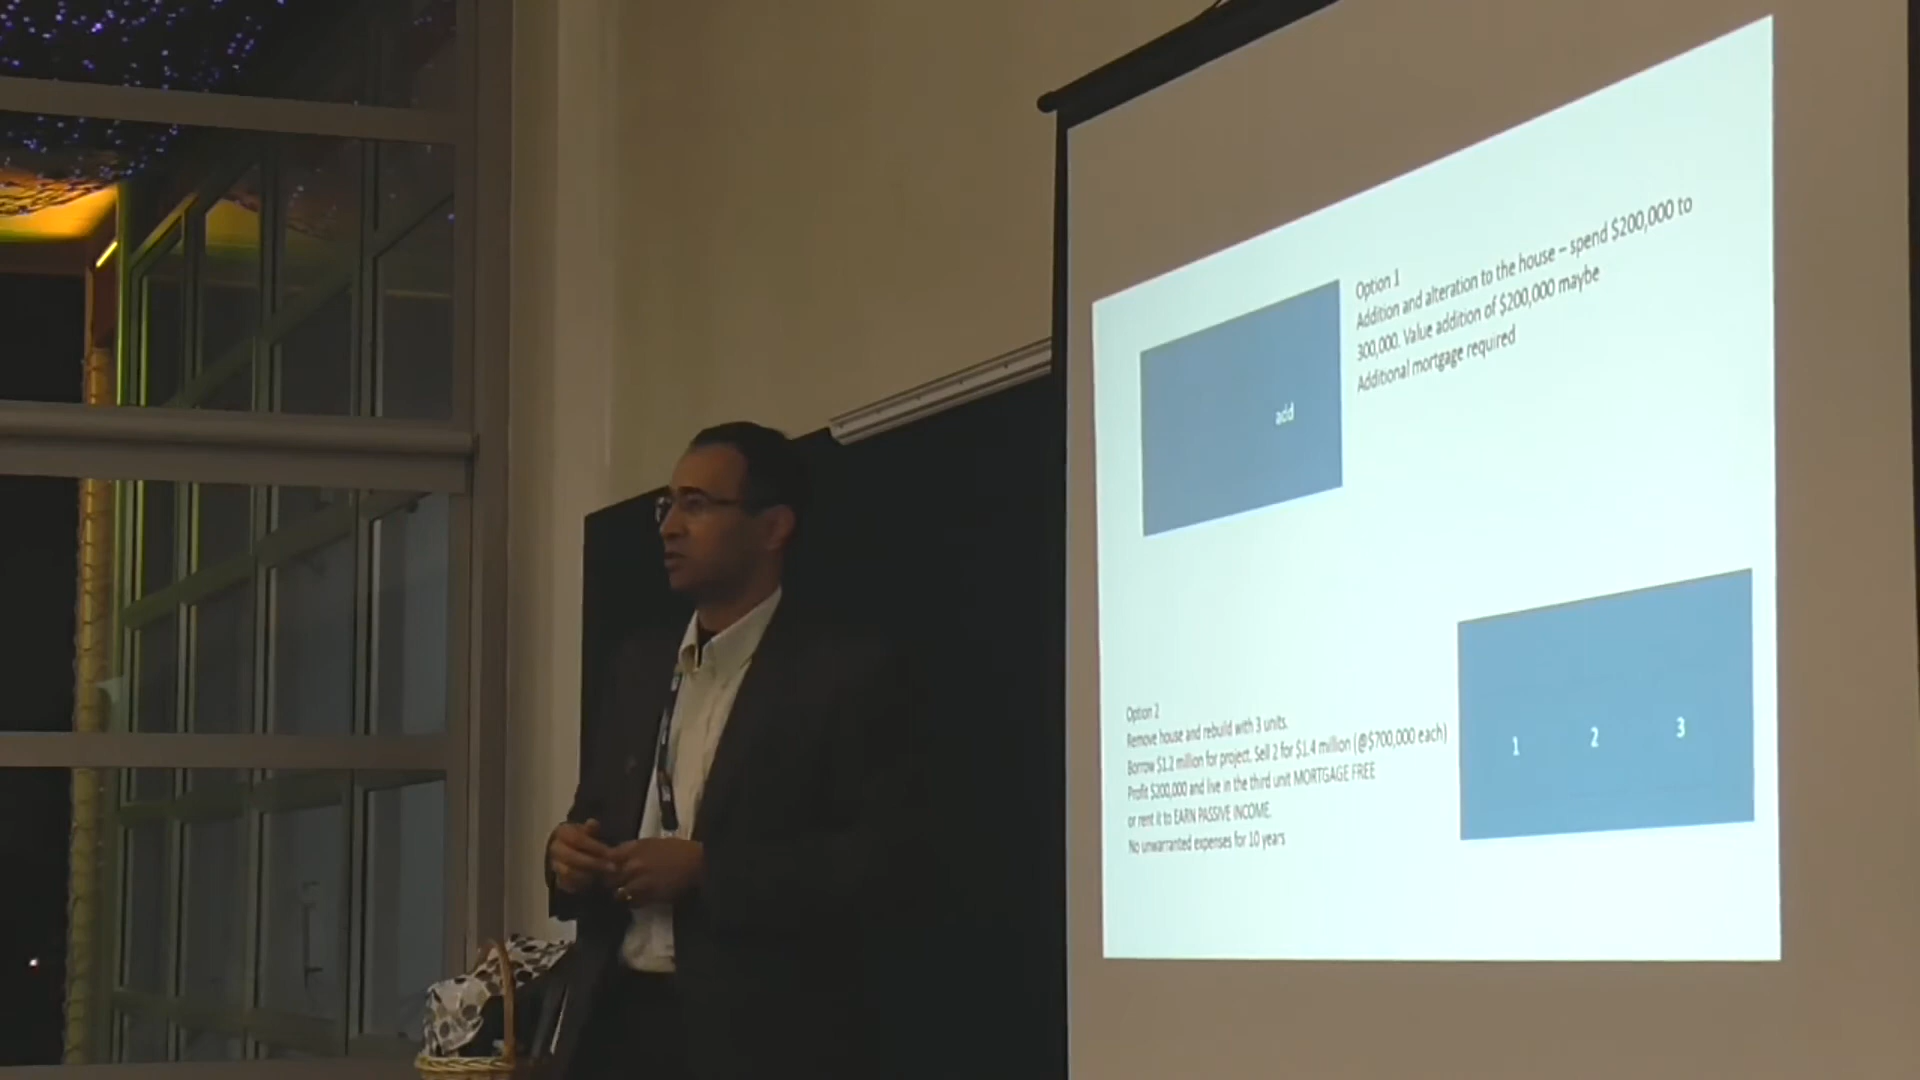 Option 1
Addition and alteration to the house – spend $200,000 to
300,000. Value addition of $200,000 maybe
Additional mortgage required
add
Option 2
Remove house and rebuild with 3 units.
Borrow $1.2 million for project. Sell 2 for $1.4 million (@$700,000 each)
Profit $200,000 and live in the third unit MORTGAGE FREE
or rent it to EARN PASSIVE INCOME.
No unwarranted expenses for 10 years
1 2 3